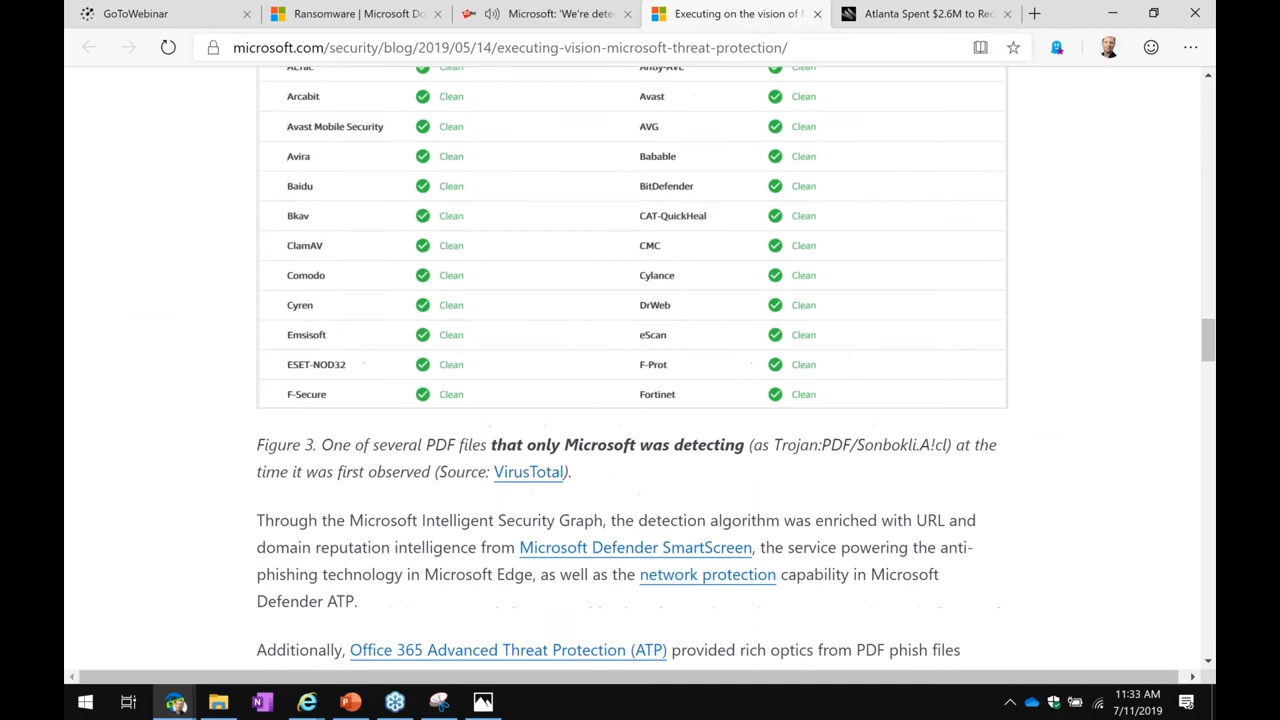 GoToWebinar
Ransomware | Microsoft Do
Microsoft: 'We're dete
Executing on the vision of M
Atlanta Spent $2.6M to Rec
microsoft.com/security/blog/2019/05/14/executing-vision-microsoft-threat-protection/
ALYac Clean Antiy-AVL Clean
Arcabit Clean Avast Clean
Avast Mobile Security Clean AVG Clean
Avira Clean Babable Clean
Baidu Clean BitDefender Clean
Bkav Clean CAT-QuickHeal Clean
ClamAV Clean CMC Clean
Comodo Clean Cylance Clean
Cyren Clean DrWeb Clean
Emsisoft Clean eScan Clean
ESET-NOD32 Clean F-Prot Clean
F-Secure Clean Fortinet Clean
Figure 3. One of several PDF files that only Microsoft was detecting (as Trojan:PDF/Sonbokli.A!cl) at the
time it was first observed (Source: VirusTotal).
Through the Microsoft Intelligent Security Graph, the detection algorithm was enriched with URL and
domain reputation intelligence from Microsoft Defender SmartScreen, the service powering the anti-
phishing technology in Microsoft Edge, as well as the network protection capability in Microsoft
Defender ATP.
Additionally, Office 365 Advanced Threat Protection (ATP) provided rich optics from PDF phish files
11:33 AM
7/11/2019